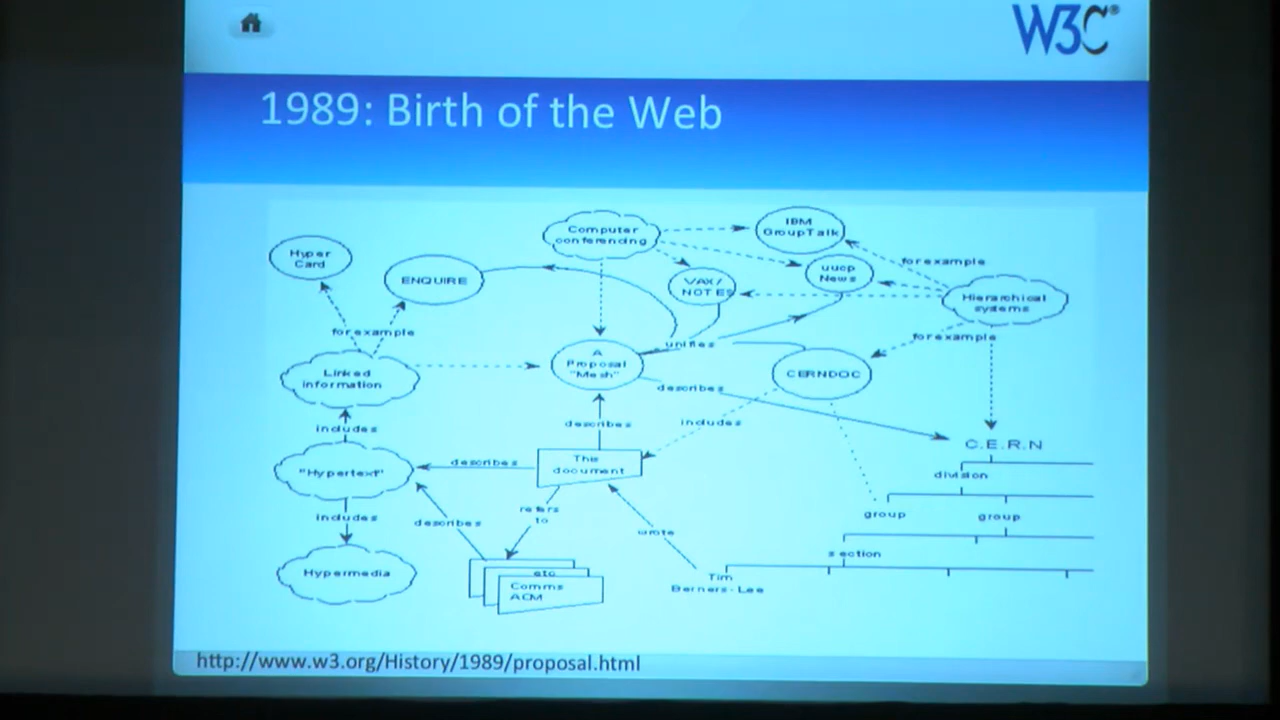 W3C®
1989: Birth of the Web
Computer
conferencing
IBM
GroupTalk
Hyper
Card
ENQUIRE
VAX/
NOTES
uucp
News
for example
Hierarchical
systems
for example
for example
unifies
A
Proposal
"Mesh"
Linked
information
CERNDOC
describes
includes
describes
includes
C.E.R.N
"Hypertext"
describes
This
document
division
includes
describes
refers
to
wrote
group
group
section
Hypermedia
etc
Comms
ACM
Tim
Berners-Lee
http://www.w3.org/History/1989/proposal.html